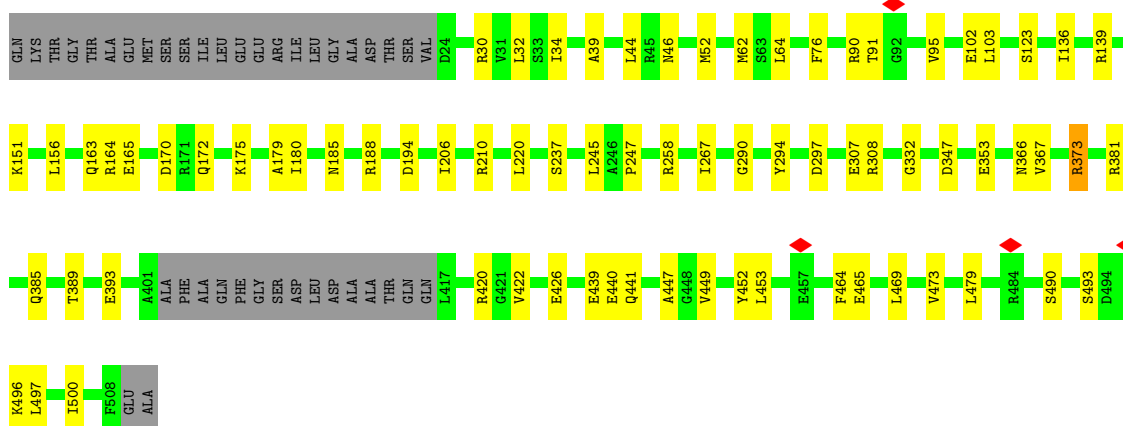 GLN LYS THR GLY THR ALA GLU MET SER SER ILE LEU GLU GLU ARG ILE LEU GLY ALA ASP THR SER VAL D24 R30 V31 L32 S33 I34 A39 L44 R45 N46 M52 M62 S63 L64 F76 R90 T91 G92 V95 E102 L103 S123 I136 R139
K151 L156 Q163 R164 E165 D170 R171 Q172 K175 A179 I180 N185 R188 D194 I206 R210 L220 S237 L245 A246 P247 R258 I267 G290 Y294 D297 E307 R308 G332 D347 E353 N366 V367 R373 R381
Q385 T389 E393 A401 ALA PHE ALA GLN PHE GLY SER ASP LEU ASP ALA ALA THR GLN GLN L417 R420 G421 V422 E426 E439 E440 Q441 A447 G448 V449 Y452 L453 E457 F464 E465 L469 V473 L479 R484 S490 S493 D494
K496 L497 I500 F508 GLU ALA